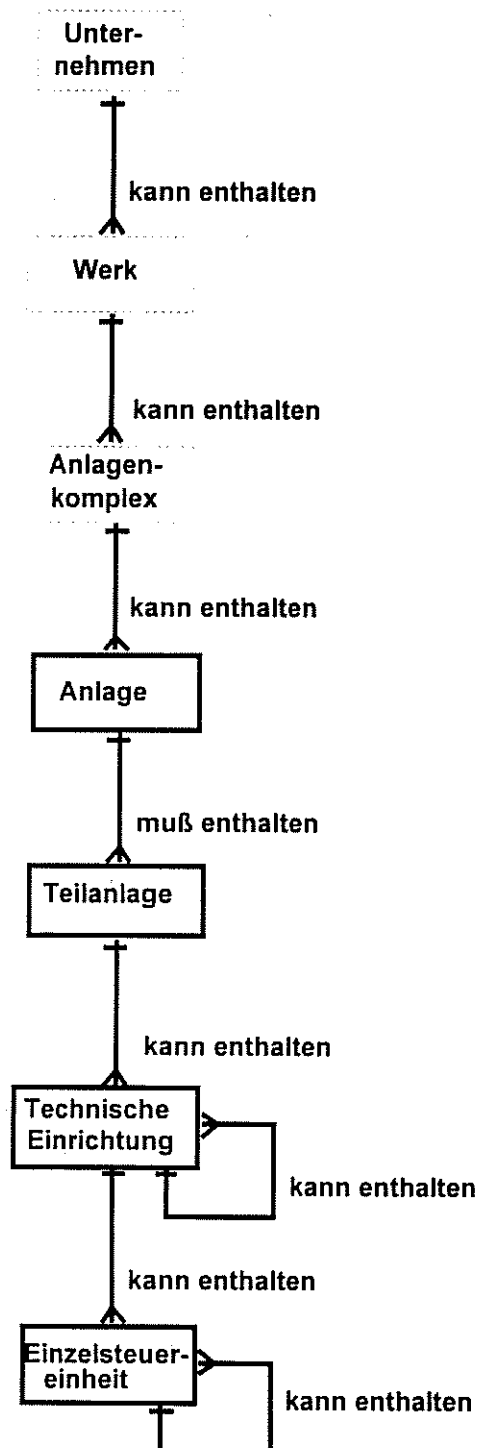 Unter-
nehmen
kann enthalten
Werk
kann enthalten
Anlagen-
komplex
kann enthalten
Anlage
muß enthalten
Teilanlage
kann enthalten
Technische
Einrichtung
kann enthalten
kann enthalten
Einzelsteuer-
einheit
kann enthalten